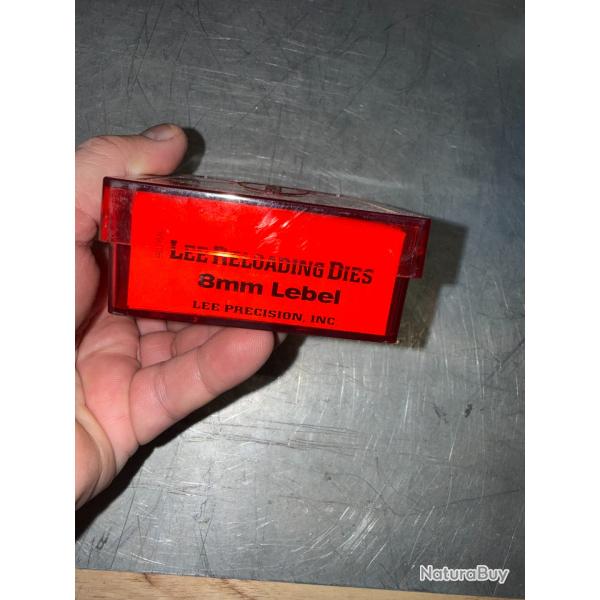 LEE RELOADING DIES
8mm Lebel
LEE PRECISION, INC
NaturaBuy